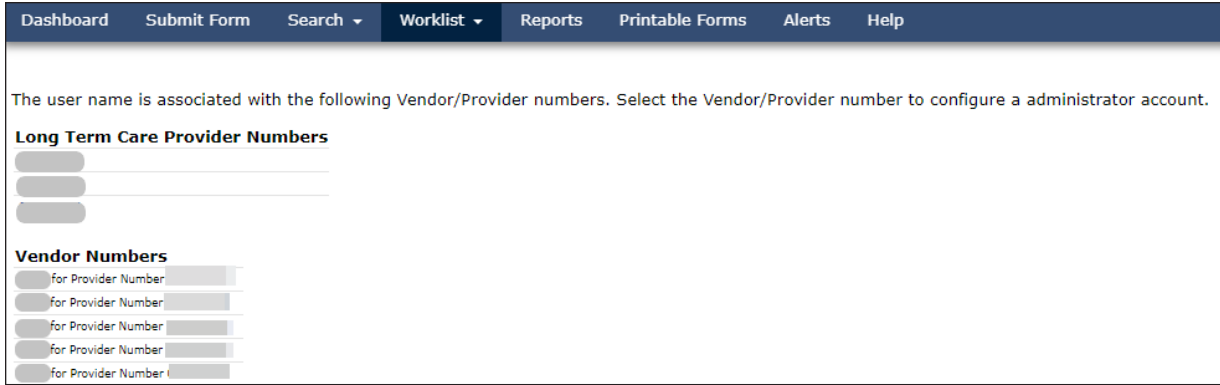 Dashboard Submit Form Search Worklist Reports Printable Forms Alerts Help
The user name is associated with the following Vendor/Provider numbers. Select the Vendor/Provider number to configure a administrator account.
Long Term Care Provider Numbers
Vendor Numbers
for Provider Number
for Provider Number
for Provider Number
for Provider Number
for Provider Number